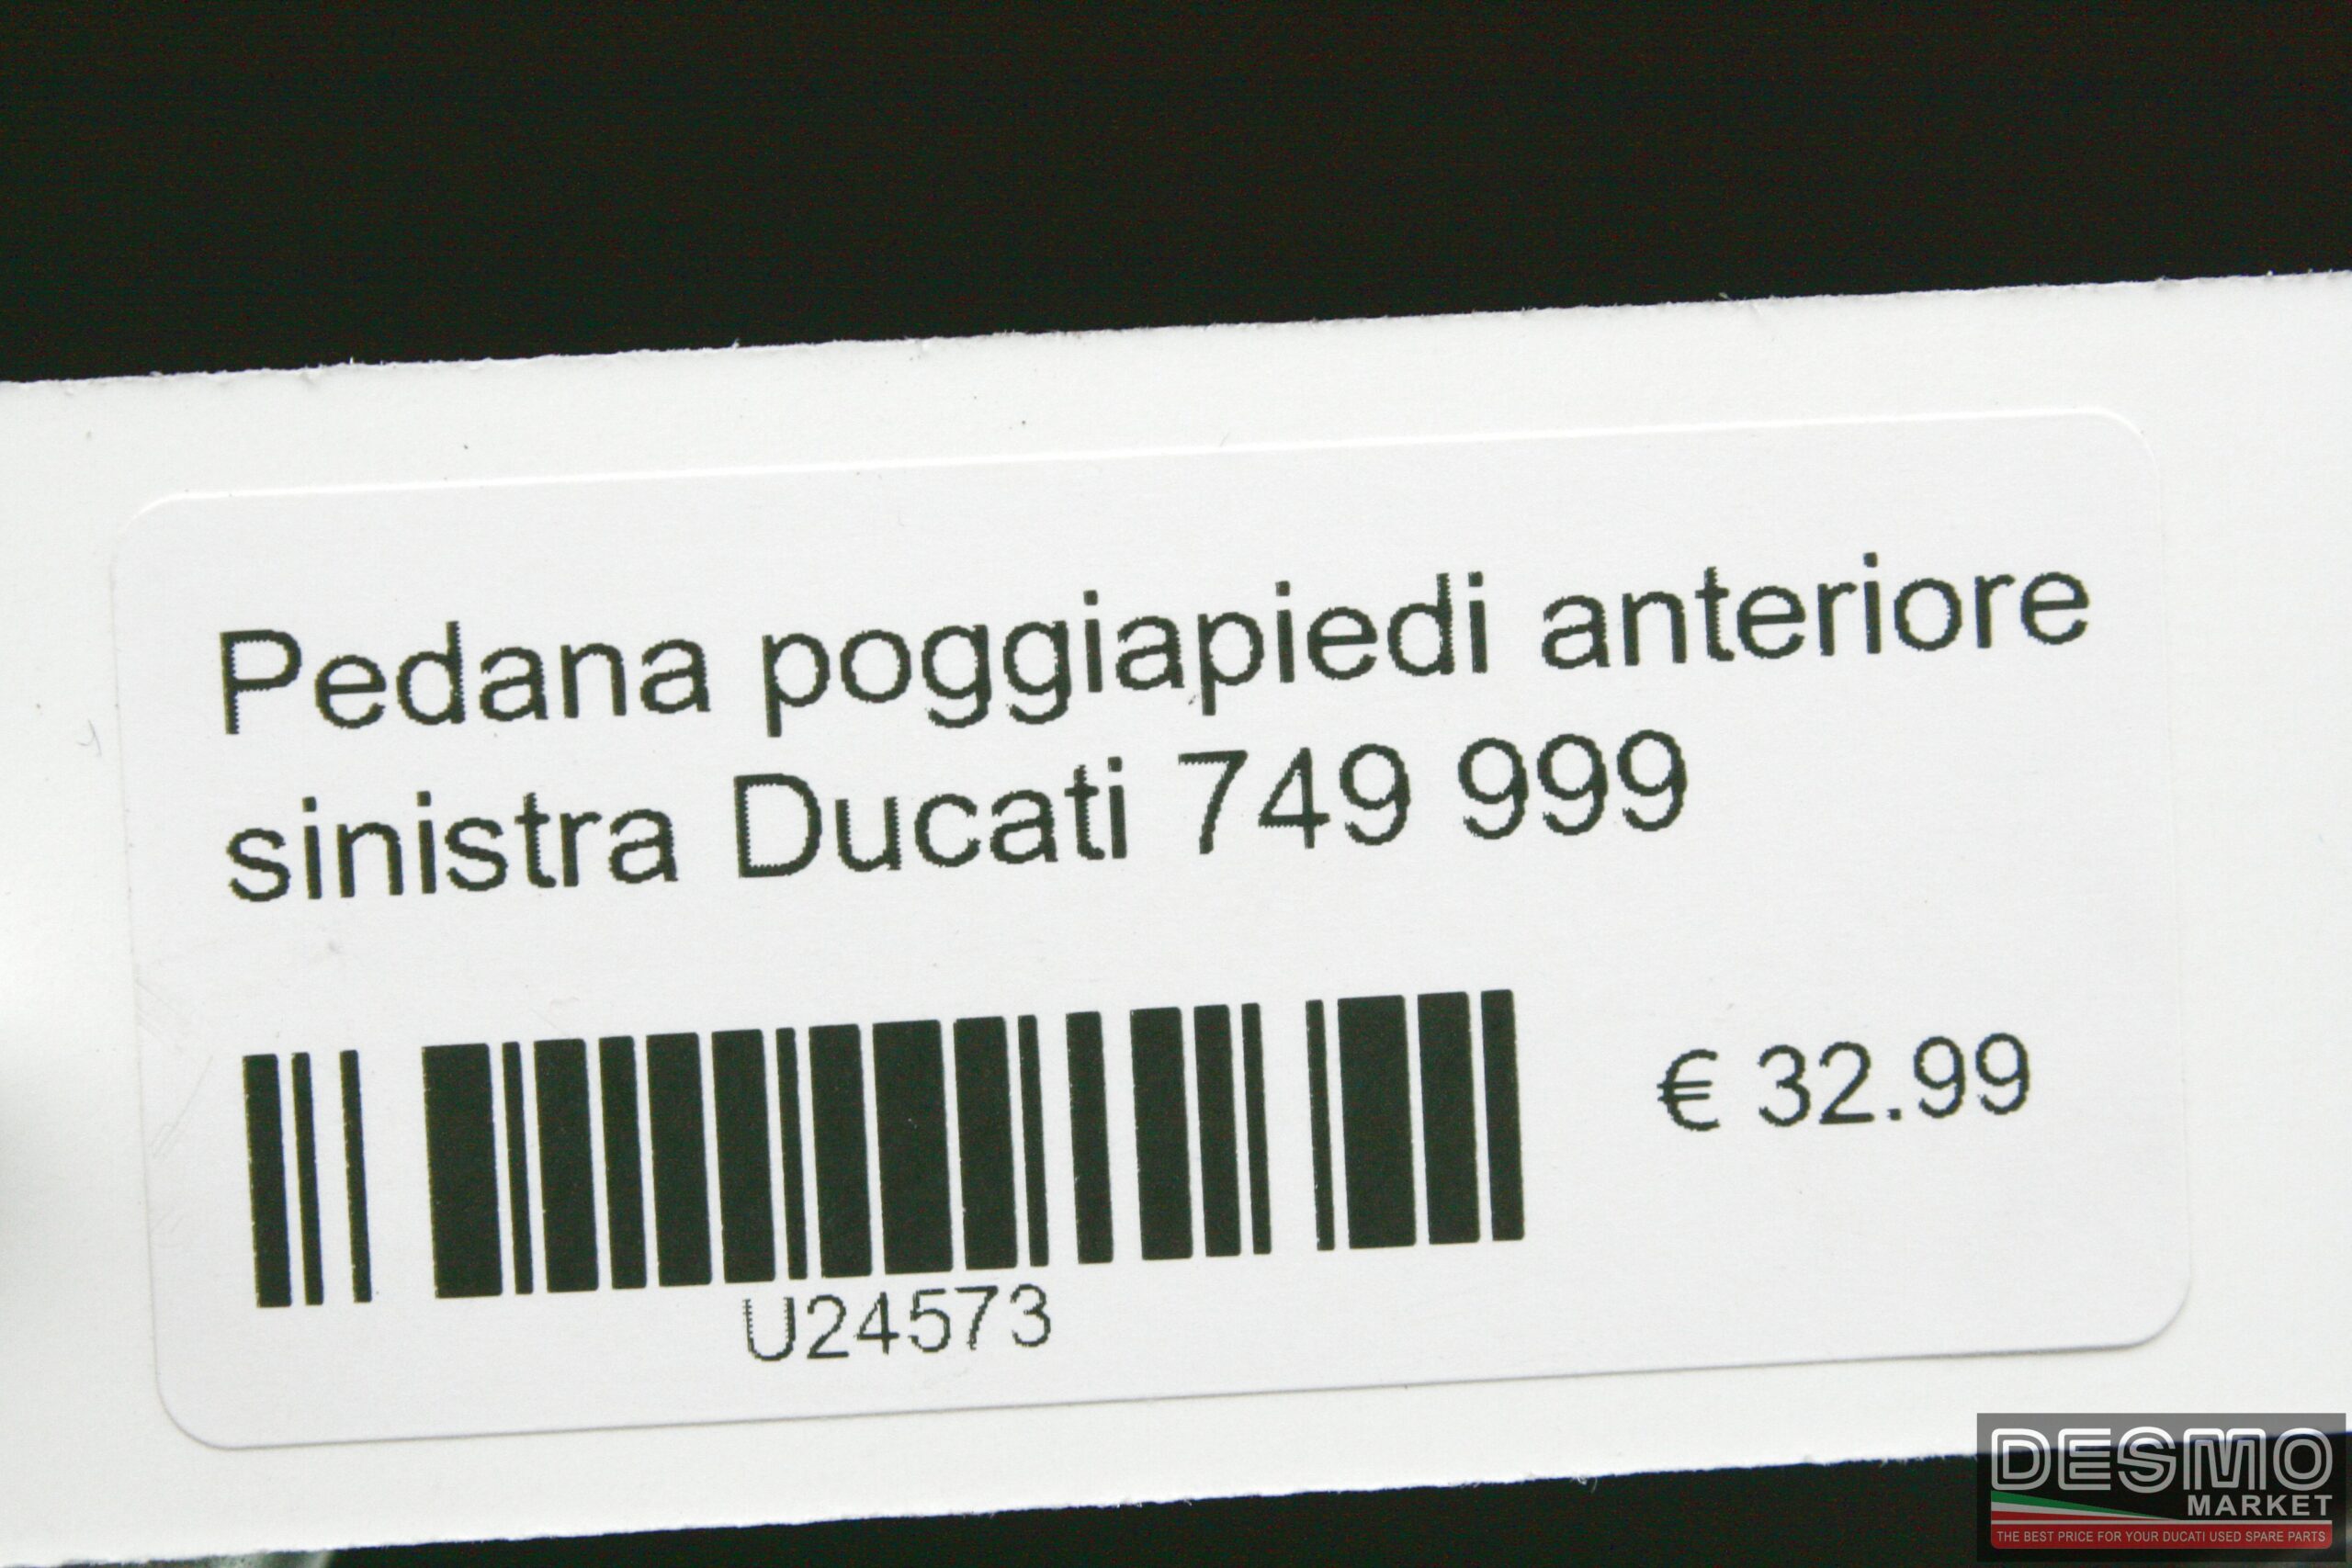 Pedana poggiapiedi anteriore
sinistra Ducati 749 999
€ 32.99
U24573
DESMO
MARKET
THE BEST PRICE FOR YOUR DUCATI USED SPARE PARTS